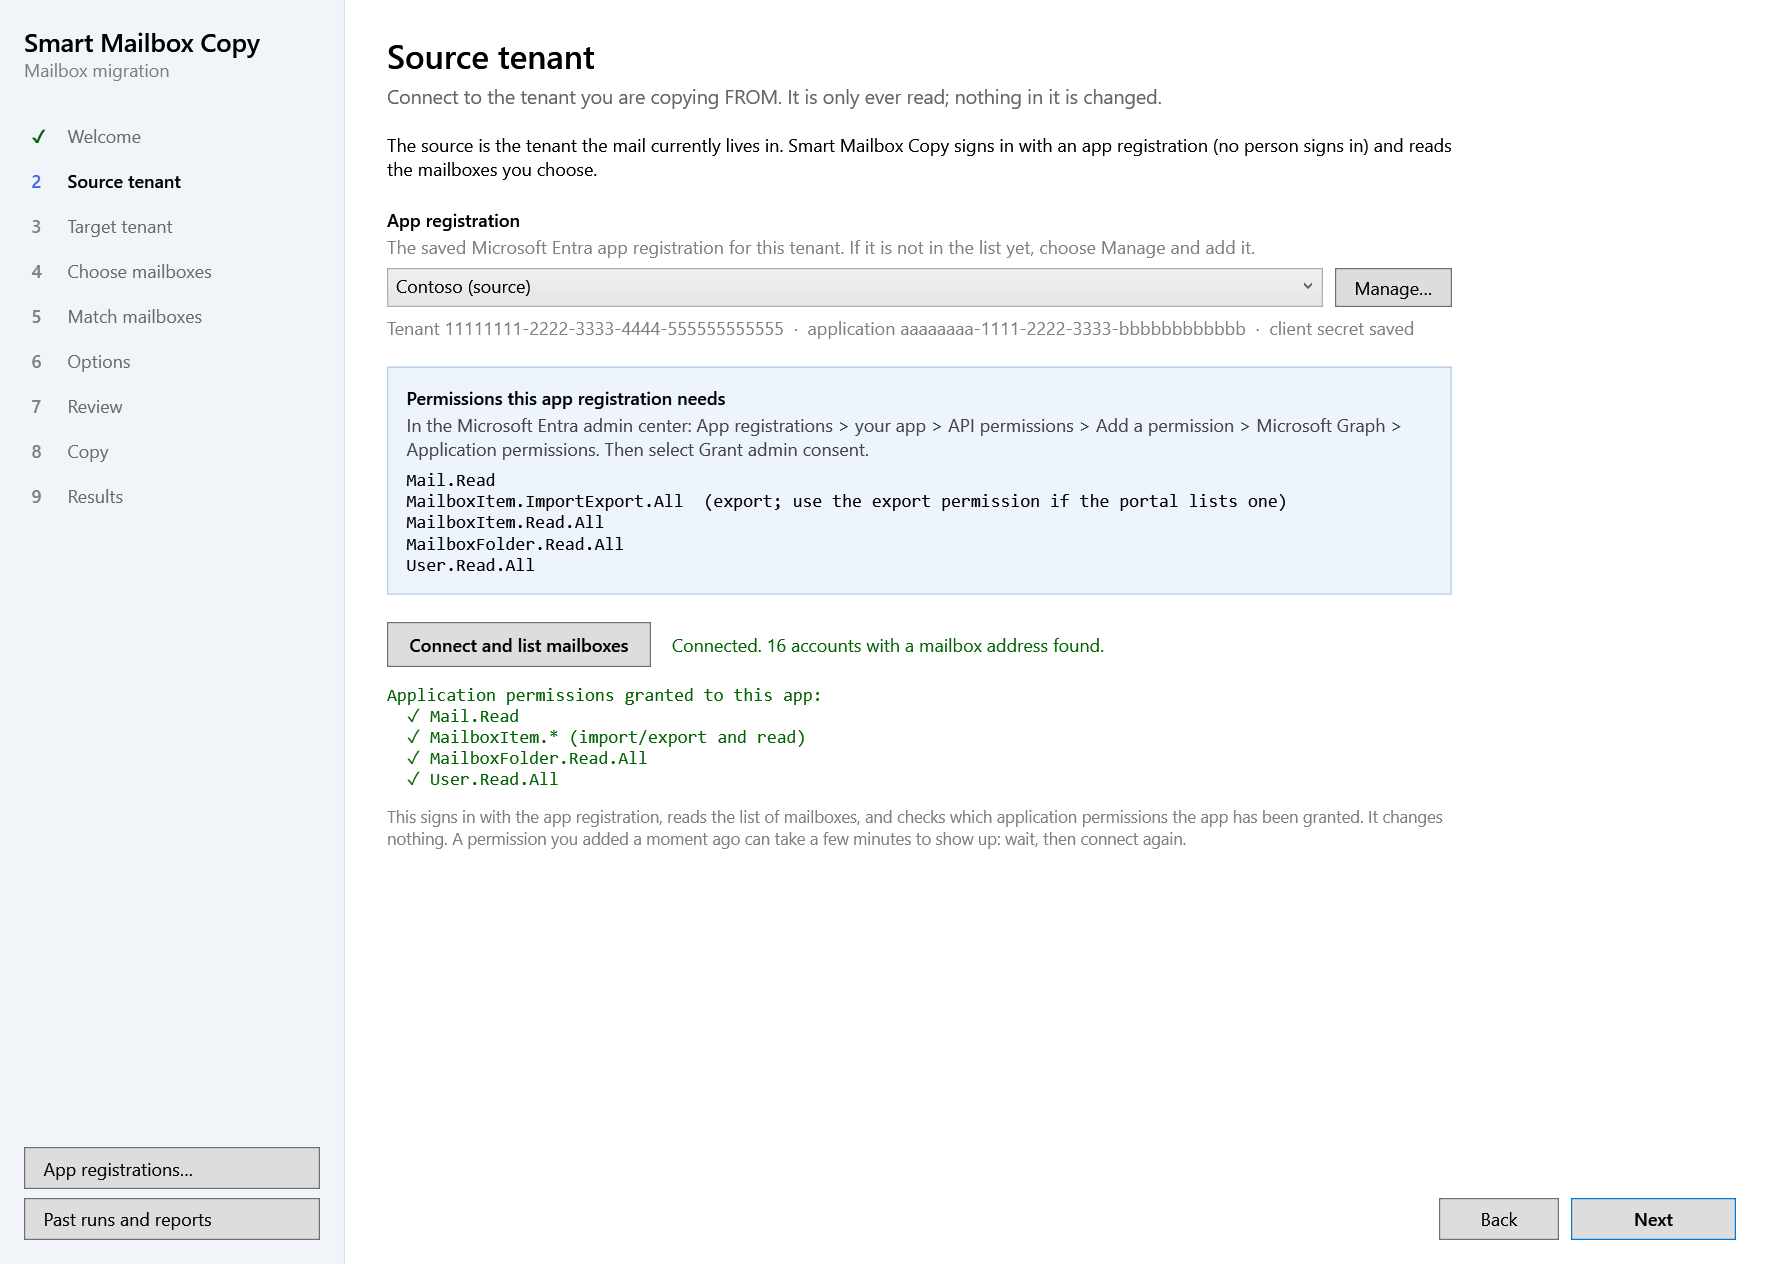 Smart Mailbox Copy
Mailbox migration
✓ Welcome
2 Source tenant
3 Target tenant
4 Choose mailboxes
5 Match mailboxes
6 Options
7 Review
8 Copy
9 Results
App registrations...
Past runs and reports
Source tenant
Connect to the tenant you are copying FROM. It is only ever read; nothing in it is changed.
The source is the tenant the mail currently lives in. Smart Mailbox Copy signs in with an app registration (no person signs in) and reads
the mailboxes you choose.
App registration
The saved Microsoft Entra app registration for this tenant. If it is not in the list yet, choose Manage and add it.
Contoso (source)
Manage...
Tenant 11111111-2222-3333-4444-555555555555 · application aaaaaaaa-1111-2222-3333-bbbbbbbbbbbb · client secret saved
Permissions this app registration needs
In the Microsoft Entra admin center: App registrations > your app > API permissions > Add a permission > Microsoft Graph >
Application permissions. Then select Grant admin consent.
Mail.Read
MailboxItem.ImportExport.All (export; use the export permission if the portal lists one)
MailboxItem.Read.All
MailboxFolder.Read.All
User.Read.All
Connect and list mailboxes
Connected. 16 accounts with a mailbox address found.
Application permissions granted to this app:
✓ Mail.Read
✓ MailboxItem.* (import/export and read)
✓ MailboxFolder.Read.All
✓ User.Read.All
This signs in with the app registration, reads the list of mailboxes, and checks which application permissions the app has been granted. It changes
nothing. A permission you added a moment ago can take a few minutes to show up: wait, then connect again.
Back
Next